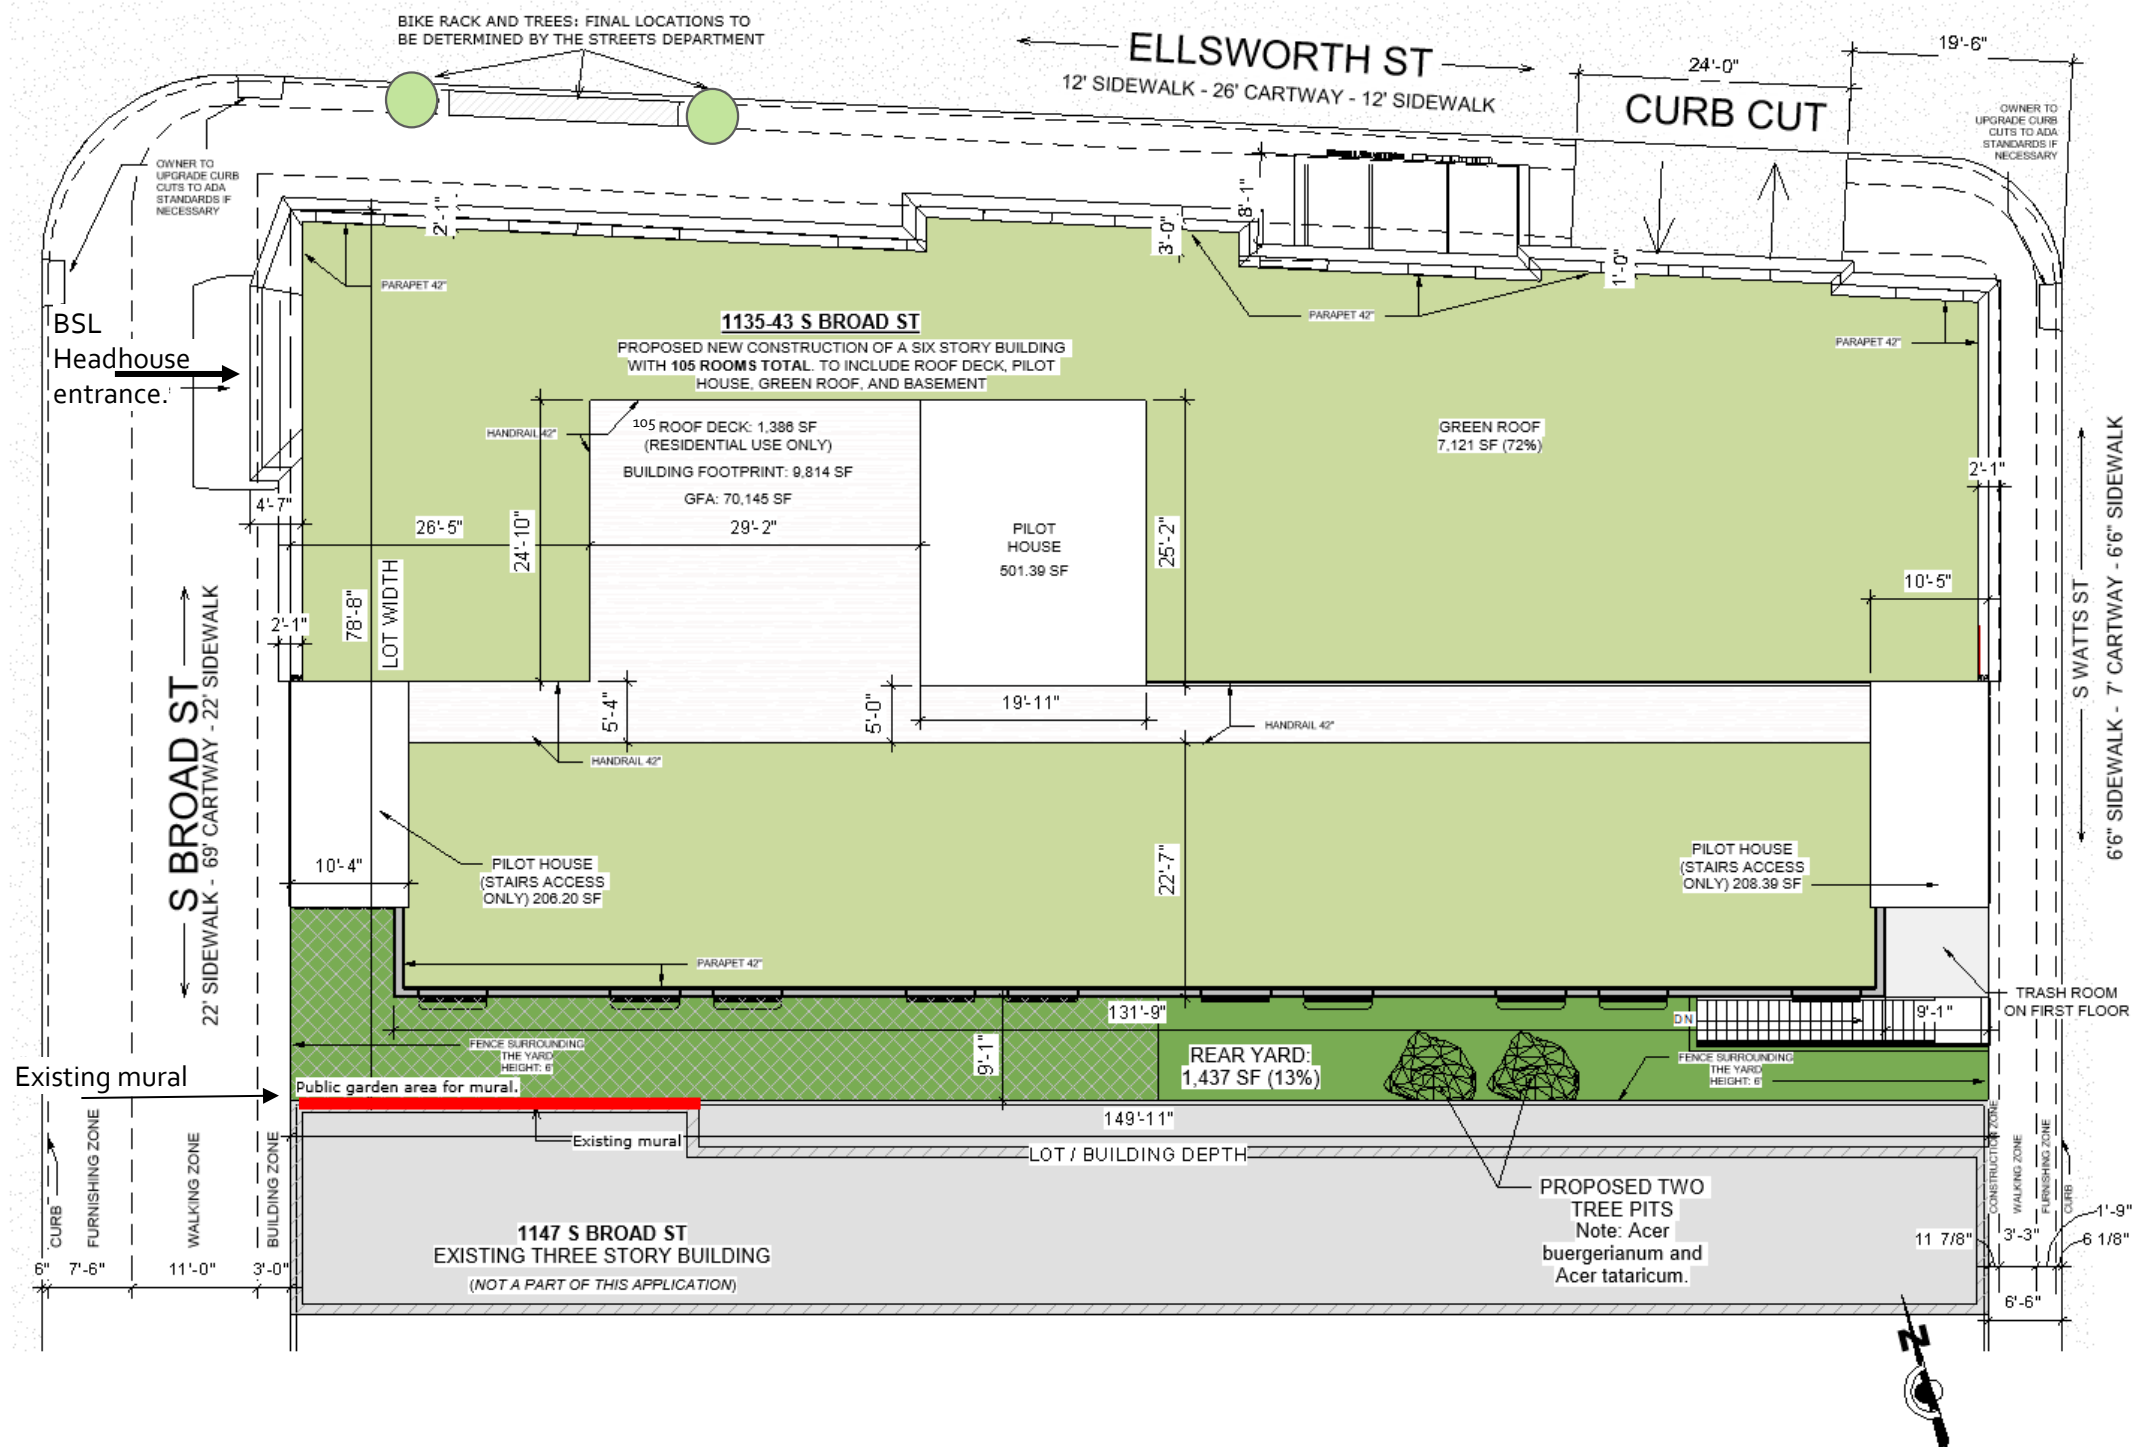 BIKE RACK AND TREES: FINAL LOCATIONS TO
BE DETERMINED BY THE STREETS DEPARTMENT
ELLSWORTH ST
12' SIDEWALK - 26' CARTWAY - 12' SIDEWALK
24'-0"
19'-6"
CURB CUT
OWNER TO
UPGRADE CURB
CUTS TO ADA
STANDARDS IF
NECESSARY
OWNER TO
UPGRADE CURB
CUTS TO ADA
STANDARDS IF
NECESSARY
2'-1"
3'-0"
8'-1"
1'-0"
PARAPET 42"
PARAPET 42"
PARAPET 42"
BSL
Headhouse
entrance.
1135-43 S BROAD ST
PROPOSED NEW CONSTRUCTION OF A SIX STORY BUILDING
WITH 105 ROOMS TOTAL. TO INCLUDE ROOF DECK, PILOT
HOUSE, GREEN ROOF, AND BASEMENT
HANDRAIL 42"
105 ROOF DECK: 1,386 SF
(RESIDENTIAL USE ONLY)
BUILDING FOOTPRINT: 9,814 SF
GFA: 70,145 SF
GREEN ROOF
7,121 SF (72%)
4'-7"
26'-5"
24'-10"
29'-2"
PILOT
HOUSE
501.39 SF
25'-2"
2'-1"
10'-5"
2'-1"
78'-8"
LOT WIDTH
5'-4"
5'-0"
19'-11"
HANDRAIL 42"
HANDRAIL 42"
S BROAD ST
22' SIDEWALK - 69' CARTWAY - 22' SIDEWALK
S WATTS ST
6'6" SIDEWALK - 7' CARTWAY - 6'6" SIDEWALK
10'-4"
PILOT HOUSE
(STAIRS ACCESS
ONLY) 206.20 SF
22'-7"
PILOT HOUSE
(STAIRS ACCESS
ONLY) 208.39 SF
PARAPET 42"
TRASH ROOM
ON FIRST FLOOR
131'-9"
DN
9'-1"
FENCE SURROUNDING
THE YARD
HEIGHT: 6'
9'-1"
REAR YARD:
1,437 SF (13%)
FENCE SURROUNDING
THE YARD
HEIGHT: 6'
Existing mural
Public garden area for mural.
149'-11"
Existing mural
LOT / BUILDING DEPTH
CURB
FURNISHING ZONE
WALKING ZONE
BUILDING ZONE
CONSTRUCTION ZONE
WALKING ZONE
FURNISHING ZONE
CURB
PROPOSED TWO
TREE PITS
Note: Acer
buergerianum and
Acer tataricum.
1147 S BROAD ST
EXISTING THREE STORY BUILDING
(NOT A PART OF THIS APPLICATION)
6"
7'-6"
11'-0"
3'-0"
11 7/8"
3'-3"
1'-9"
6 1/8"
6'-6"
N